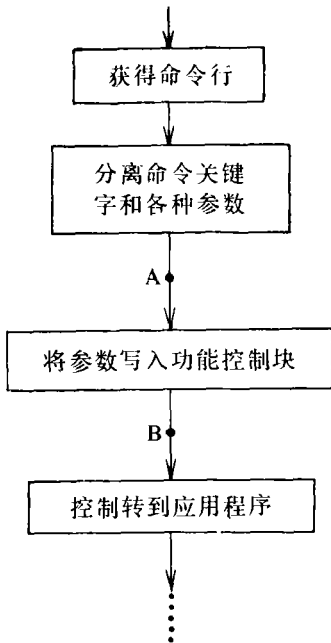 获得命令行
分离命令关键
字和各种参数
A
将参数写入功能控制块
B
控制转到应用程序